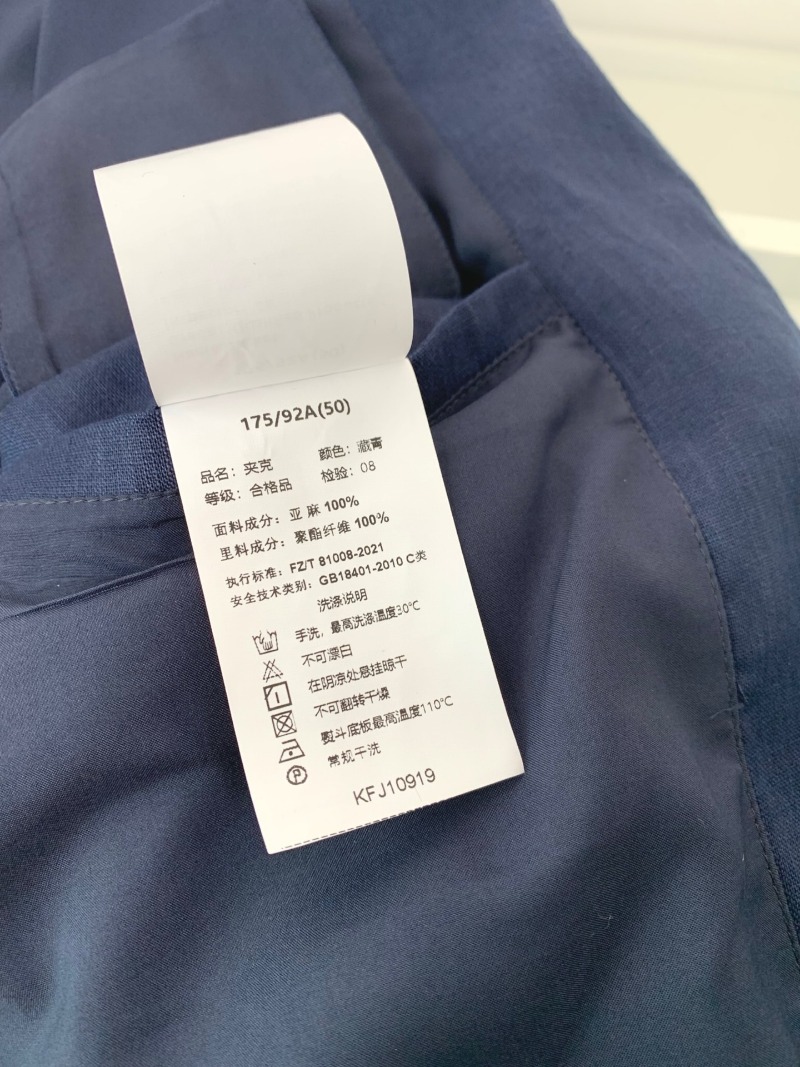 175/92A(50)
品名：夹克 颜色：藏青
等级：合格品 检验：08
面料成分：亚麻 100%
里料成分：聚酯纤维 100%
执行标准：FZ/T 81008-2021
安全技术类别：GB18401-2010 C类
洗涤说明
手洗，最高洗涤温度30℃
不可漂白
在阴凉处悬挂晾干
不可翻转干燥
熨斗底板最高温度110℃
P 常规干洗
KFJ10919